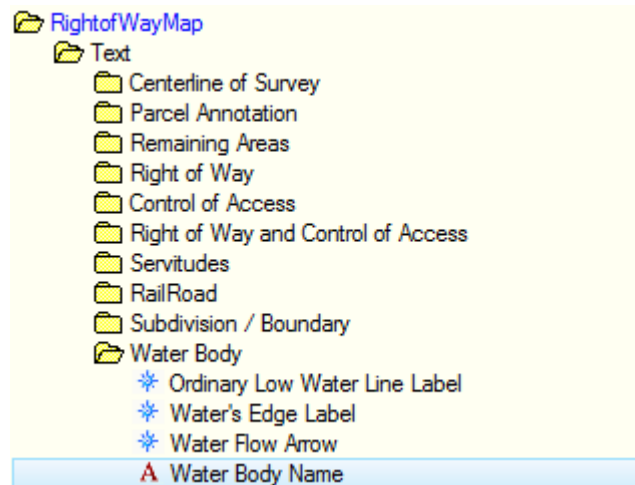 RightofWayMap
Text
Centerline of Survey
Parcel Annotation
Remaining Areas
Right of Way
Control of Access
Right of Way and Control of Access
Servitudes
RailRoad
Subdivision / Boundary
Water Body
Ordinary Low Water Line Label
Water's Edge Label
Water Flow Arrow
A Water Body Name